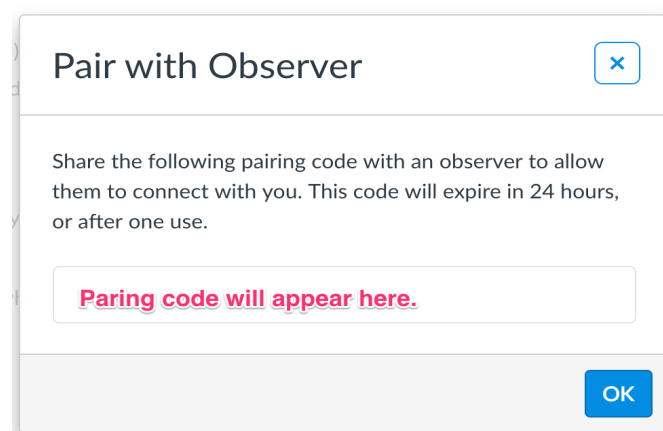 Pair with Observer
Share the following pairing code with an observer to allow
them to connect with you. This code will expire in 24 hours,
or after one use.
Paring code will appear here.
OK